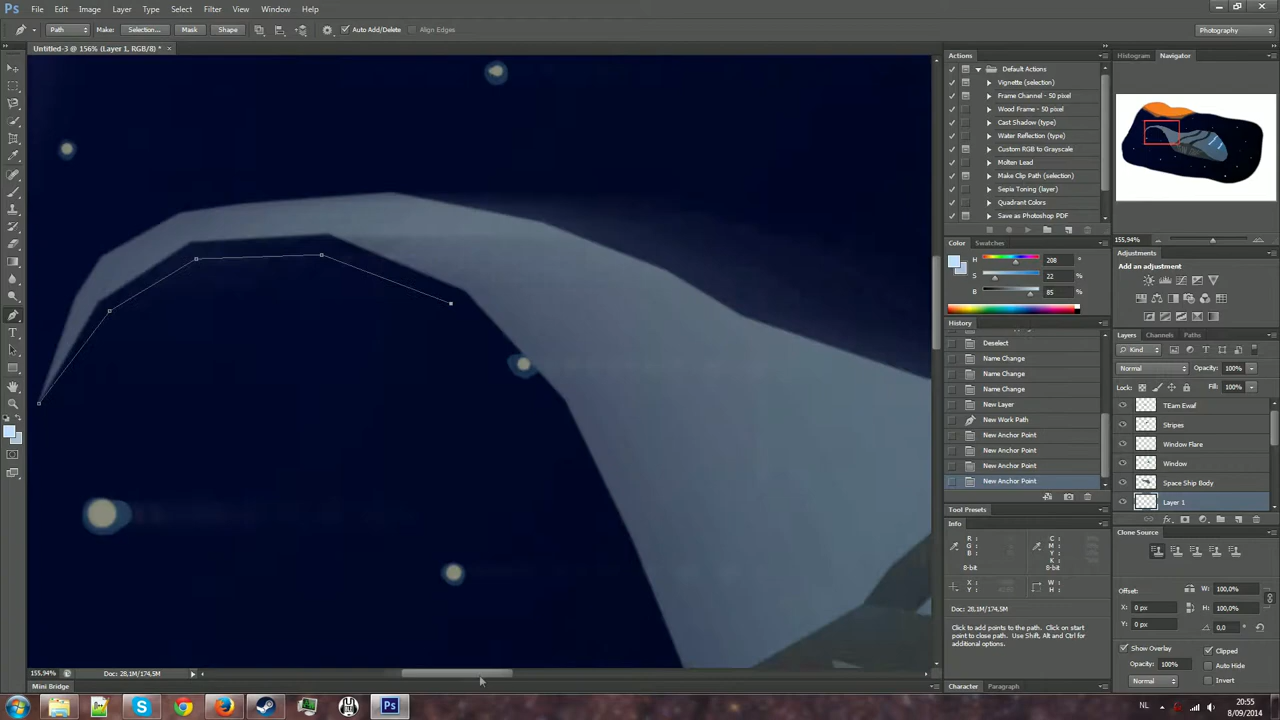 Ps File Edit Image Layer Type Select Filter View Window Help
Path Make: Selection... Mask Shape Auto Add/Delete Align Edges Photography
Untitled-3 @ 156% (Layer 1, RGB/8) * ×
Actions
Default Actions
Vignette (selection)
Frame Channel - 50 pixel
Wood Frame - 50 pixel
Cast Shadow (type)
Water Reflection (type)
Custom RGB to Grayscale
Molten Lead
Make Clip Path (selection)
Sepia Toning (layer)
Quadrant Colors
Save as Photoshop PDF
Color Swatches
H 208 °
S 22 %
B 85 %
History
Deselect
Name Change
Name Change
Name Change
New Layer
New Work Path
New Anchor Point
New Anchor Point
New Anchor Point
New Anchor Point
Tool Presets
Info
R :
G :
B :
8-bit
C :
M :
Y :
K :
8-bit
X :
Y :
W :
H :
Doc: 28,1M/174,5M
Click to add points to the path. Click on start
point to close path. Use Shift, Alt and Ctrl for
additional options.
Character Paragraph
Histogram Navigator
155,94%
Adjustments
Add an adjustment
Layers Channels Paths
Kind
Normal Opacity: 100%
Lock: Fill: 100%
TEam Ewaf
Stripes
Window Flare
Window
Space Ship Body
Layer 1
Clone Source
Offset: W: 100,0%
X: 0 px H: 100,0%
Y: 0 px 0,0 °
Show Overlay Clipped
Opacity: 100% Auto Hide
Normal Invert
155,94% Doc: 28,1M/174,5M
Mini Bridge
Ps NL 20:55
8/09/2014